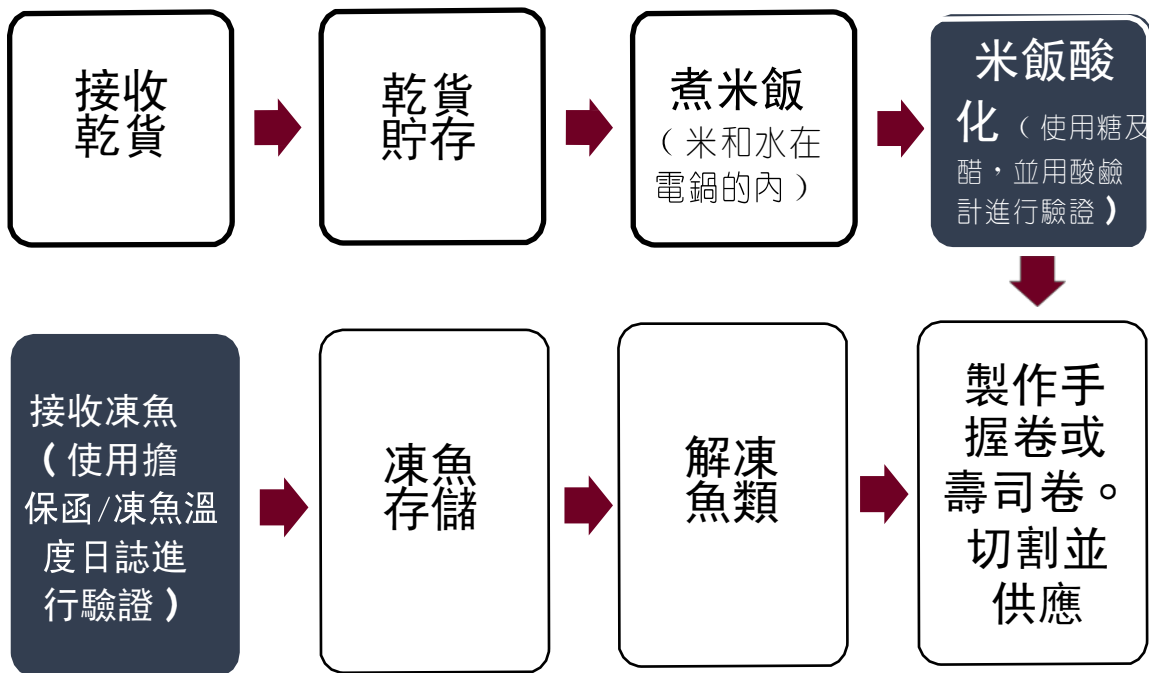 接收
乾貨
乾貨
貯存
煮米飯
（米和水在
電鍋的內）
米飯酸
化（使用糖及
醋，並用酸鹼
計進行驗證）
接收凍魚
（使用擔
保函/凍魚溫
度日誌進
行驗證）
凍魚
存儲
解凍
魚類
製作手
握卷或
壽司卷。
切割並
供應